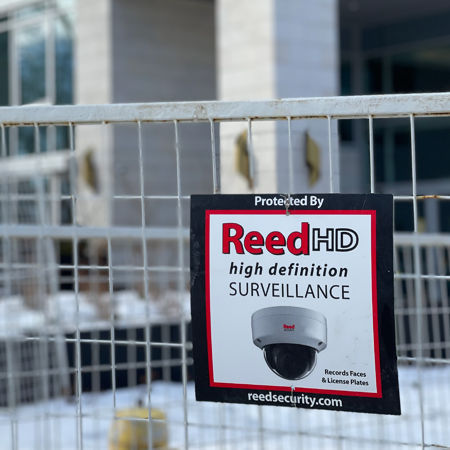 Protected By
ReedHD
high definition
SURVEILLANCE
Reed
Records Faces
& License Plates
reedsecurity.com